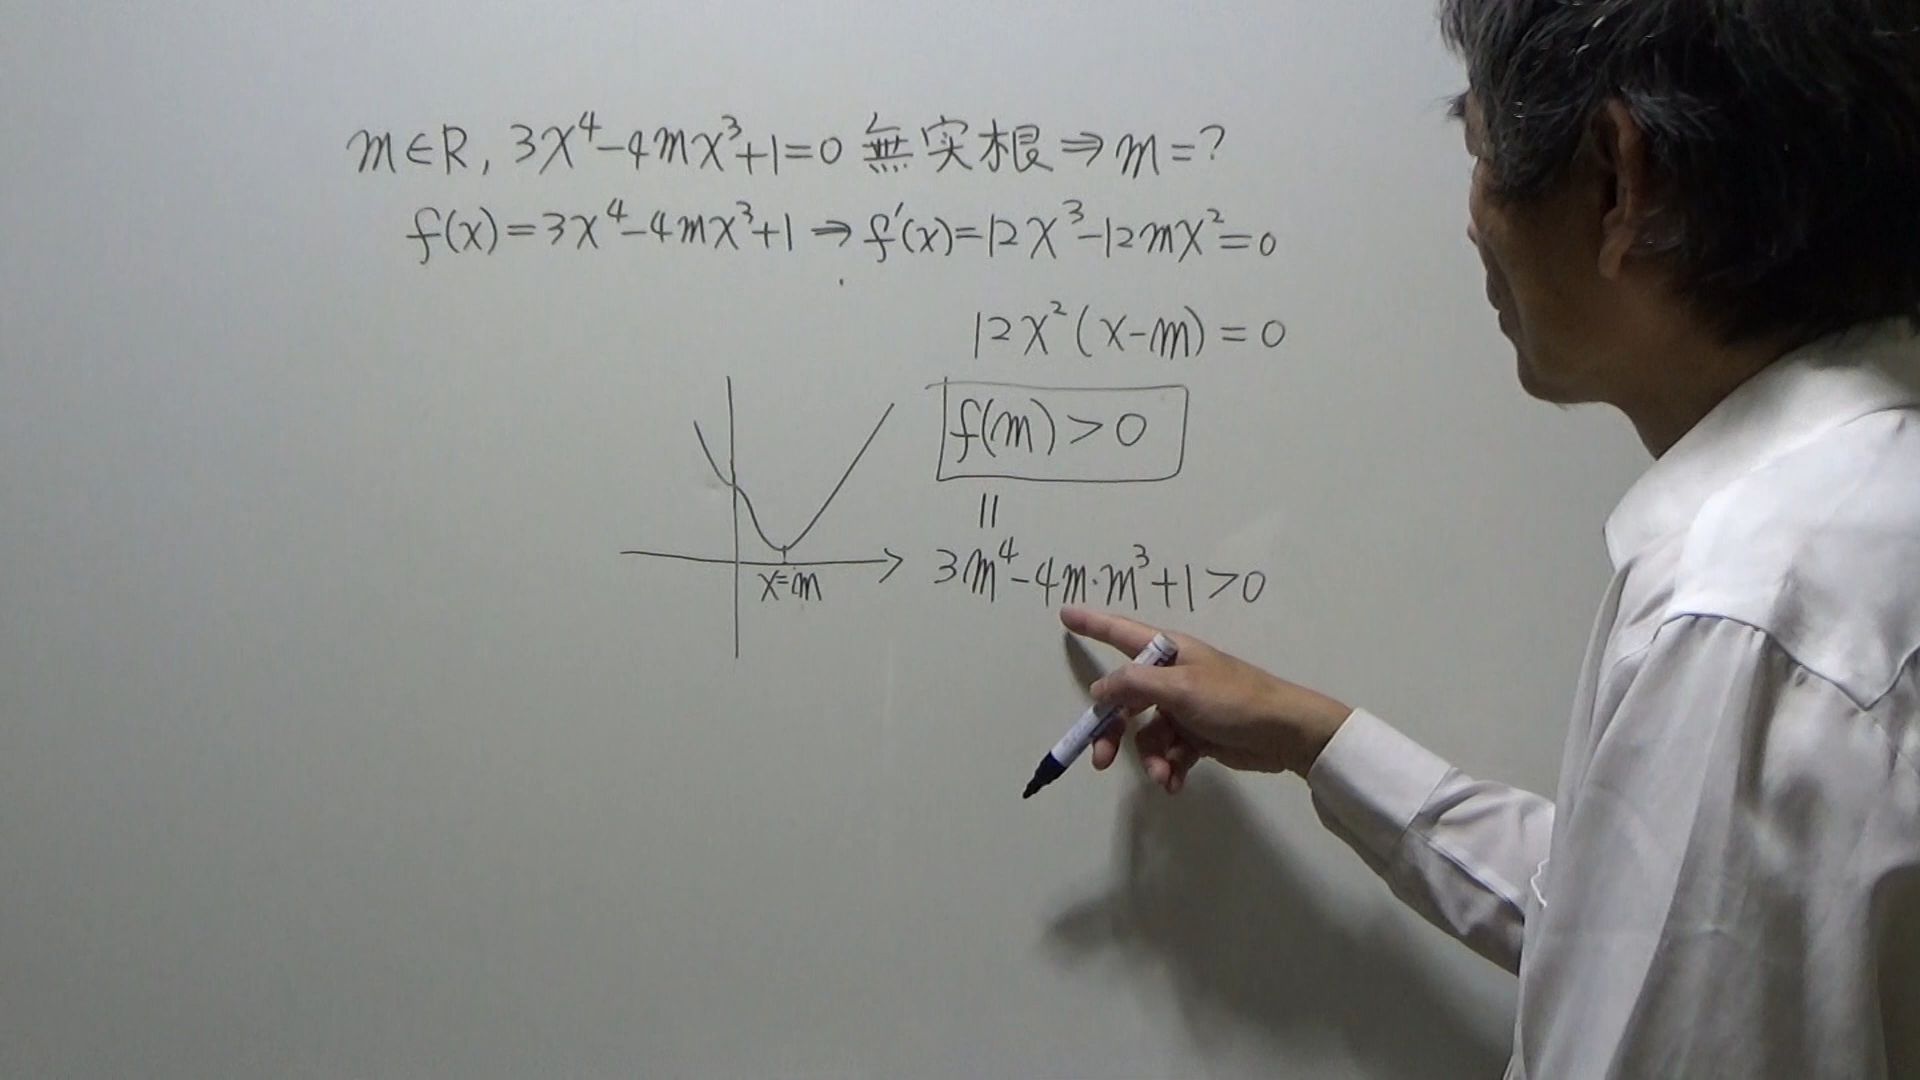 m∈R, 3x⁴-4mx³+1=0 無实根⇒m=?
f(x)=3x⁴-4mx³+1⇒f'(x)=12x³-12mx²=0
12x²(x-m)=0
f(m)>0
=
3m⁴-4m·m³+1>0
x=m